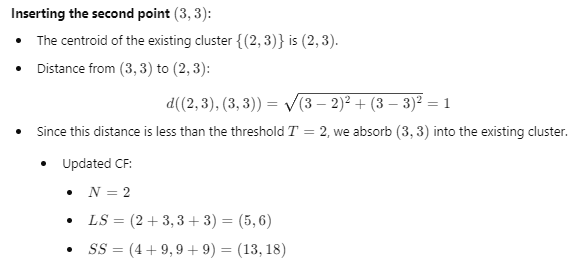 Inserting the second point (3, 3):
• The centroid of the existing cluster {(2, 3)} is (2, 3).
• Distance from (3, 3) to (2, 3):
d((2, 3), (3, 3)) = √(3 − 2)² + (3 − 3)² = 1
• Since this distance is less than the threshold T = 2, we absorb (3, 3) into the existing cluster.
• Updated CF:
• N = 2
• LS = (2 + 3, 3 + 3) = (5, 6)
• SS = (4 + 9, 9 + 9) = (13, 18)